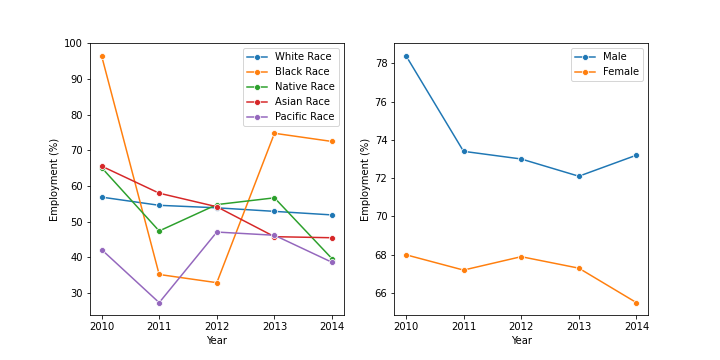 100
90
80
70
60
50
40
30
Employment (%)
2010 2011 2012 2013 2014
Year
White Race
Black Race
Native Race
Asian Race
Pacific Race
78
76
74
72
70
68
66
Employment (%)
2010 2011 2012 2013 2014
Year
Male
Female